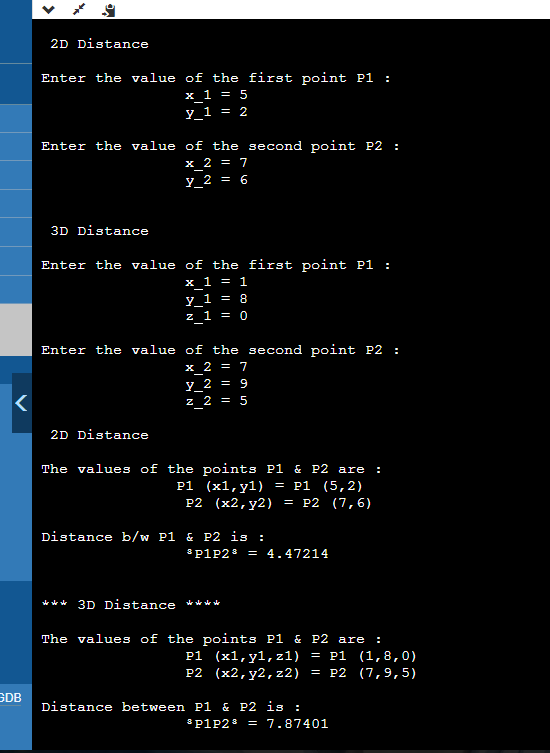 2D Distance
Enter the value of the first point P1 :
x_1 = 5
y_1 = 2
Enter the value of the second point P2 :
x_2 = 7
y_2 = 6
3D Distance
Enter the value of the first point P1 :
x_1 = 1
y_1 = 8
z_1 = 0
Enter the value of the second point P2 :
x_2 = 7
y_2 = 9
z_2 = 5
2D Distance
The values of the points P1 & P2 are :
P1 (x1,y1) = P1 (5,2)
P2 (x2,y2) = P2 (7,6)
Distance b/w P1 & P2 is :
³P1P2³ = 4.47214
*** 3D Distance ****
The values of the points P1 & P2 are :
P1 (x1,y1,z1) = P1 (1,8,0)
P2 (x2,y2,z2) = P2 (7,9,5)
GDB
Distance between P1 & P2 is :
³P1P2³ = 7.87401